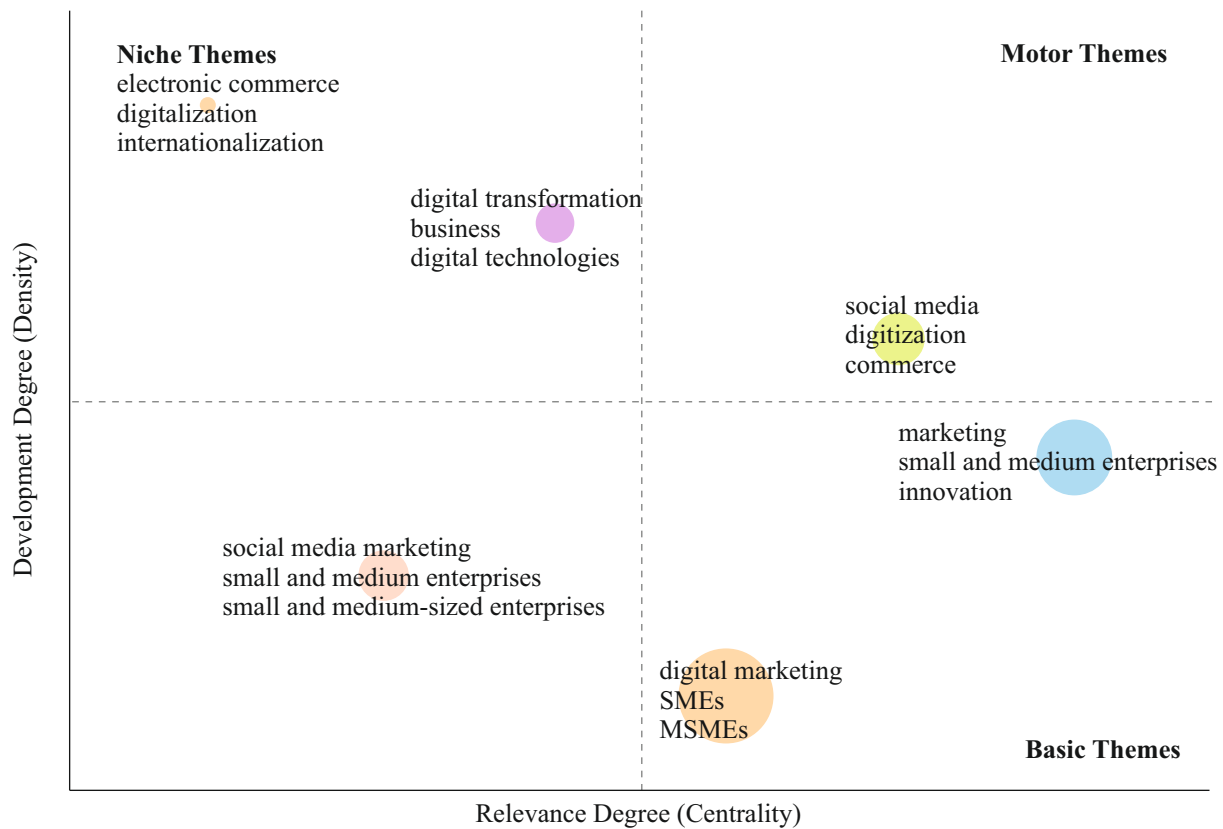 Niche Themes
electronic commerce
digitalization
internationalization
Motor Themes
digital transformation
business
digital technologies
social media
digitization
commerce
marketing
small and medium enterprises
innovation
social media marketing
small and medium enterprises
small and medium-sized enterprises
digital marketing
SMEs
MSMEs
Basic Themes
Development Degree (Density)
Relevance Degree (Centrality)